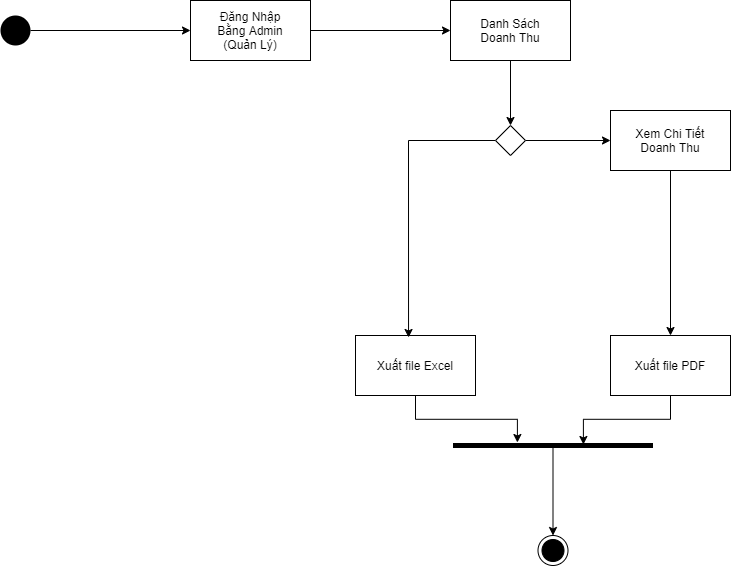 Đăng Nhập
Bằng Admin
(Quản Lý)
Danh Sách
Doanh Thu
Xem Chi Tiết
Doanh Thu
Xuất file Excel
Xuất file PDF